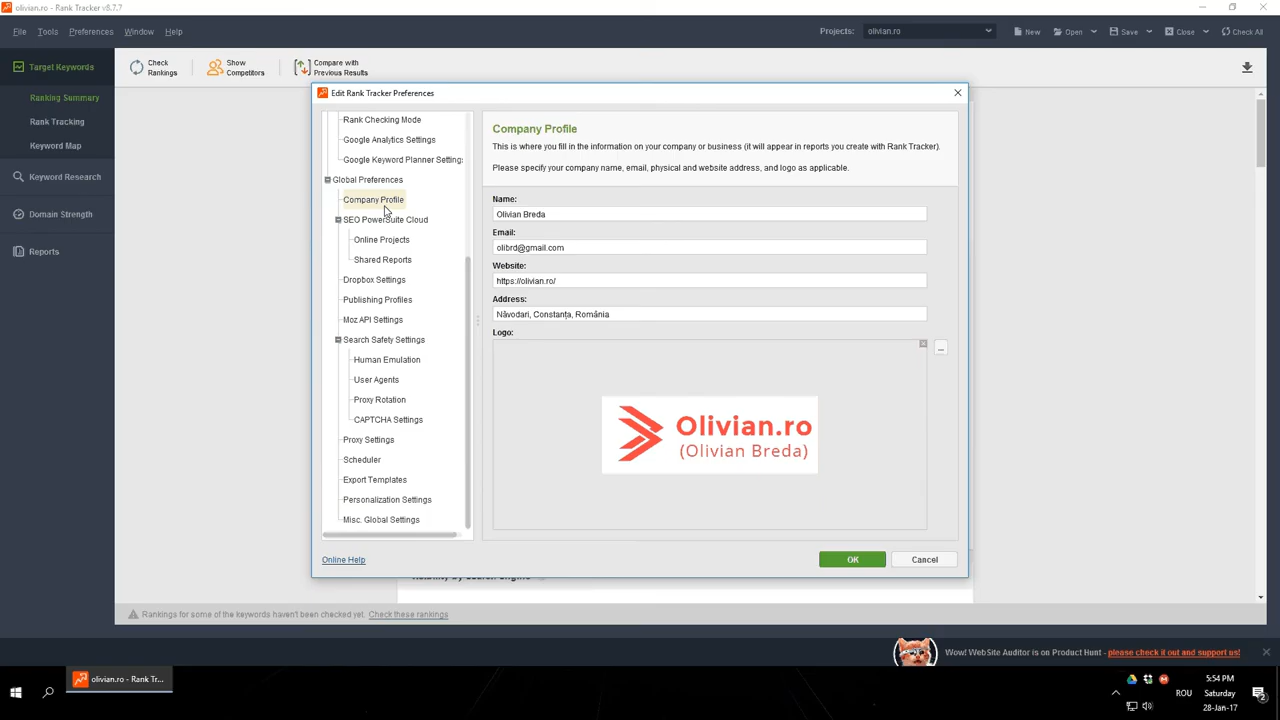 olivian.ro - Rank Tracker v8.7.7
File Tools Preferences Window Help
Projects: olivian.ro New Open Save Close Check All
Target Keywords
Ranking Summary
Rank Tracking
Keyword Map
Keyword Research
Domain Strength
Reports
Check Rankings
Show Competitors
Compare with Previous Results
Edit Rank Tracker Preferences
Rank Checking Mode
Google Analytics Settings
Google Keyword Planner Settings
Global Preferences
Company Profile
SEO PowerSuite Cloud
Online Projects
Shared Reports
Dropbox Settings
Publishing Profiles
Moz API Settings
Search Safety Settings
Human Emulation
User Agents
Proxy Rotation
CAPTCHA Settings
Proxy Settings
Scheduler
Export Templates
Personalization Settings
Misc. Global Settings
Company Profile
This is where you fill in the information on your company or business (it will appear in reports you create with Rank Tracker).
Please specify your company name, email, physical and website address, and logo as applicable.
Name:
Olivian Breda
Email:
olibrd@gmail.com
Website:
https://olivian.ro/
Address:
Năvodari, Constanța, România
Logo:
...
Olivian.ro
(Olivian Breda)
Online Help
OK Cancel
Rankings for some of the keywords haven't been checked yet. Check these rankings
Wow! WebSite Auditor is on Product Hunt - please check it out and support us!
olivian.ro - Rank Tr...
5:54 PM
ROU Saturday
28-Jan-17
2